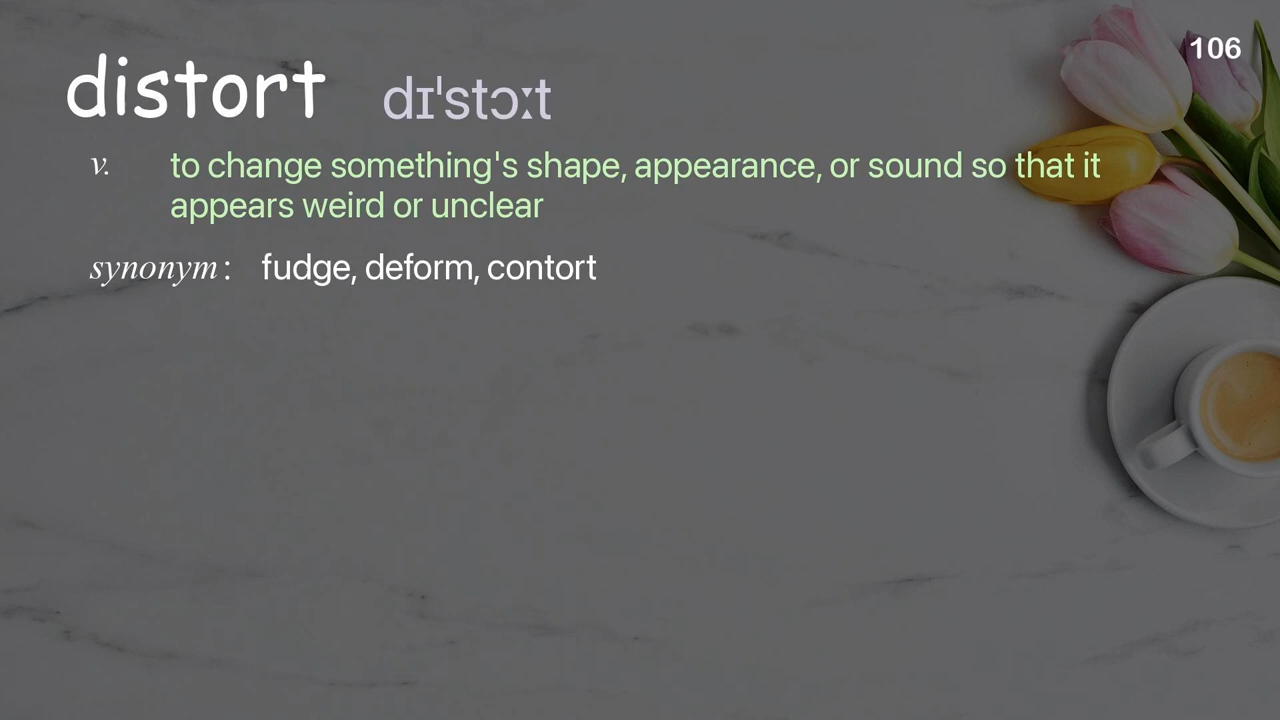 106
distort dɪˈstɔːt
v. to change something's shape, appearance, or sound so that it
appears weird or unclear
synonym: fudge, deform, contort